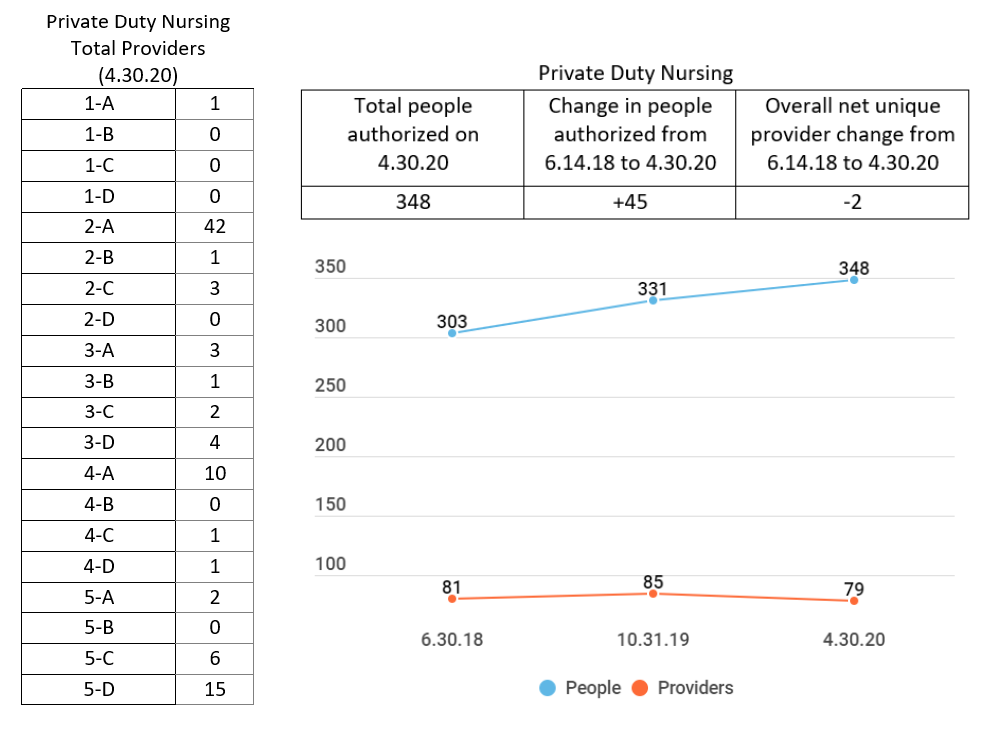 Private Duty Nursing
Total Providers
(4.30.20)
1-A 1
1-B 0
1-C 0
1-D 0
2-A 42
2-B 1
2-C 3
2-D 0
3-A 3
3-B 1
3-C 2
3-D 4
4-A 10
4-B 0
4-C 1
4-D 1
5-A 2
5-B 0
5-C 6
5-D 15
Private Duty Nursing
Total people
authorized on
4.30.20
Change in people
authorized from
6.14.18 to 4.30.20
Overall net unique
provider change from
6.14.18 to 4.30.20
348 +45 -2
350
300
250
200
150
100
303 331 348
81 85 79
6.30.18 10.31.19 4.30.20
People Providers